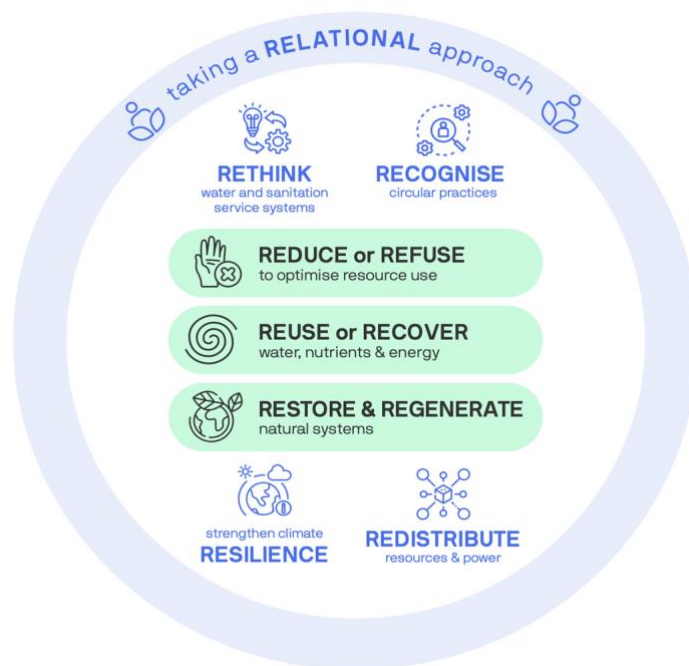 taking a RELATIONAL approach
RETHINK
water and sanitation
service systems
RECOGNISE
circular practices
REDUCE or REFUSE
to optimise resource use
REUSE or RECOVER
water, nutrients & energy
RESTORE & REGENERATE
natural systems
strengthen climate
RESILIENCE
REDISTRIBUTE
resources & power